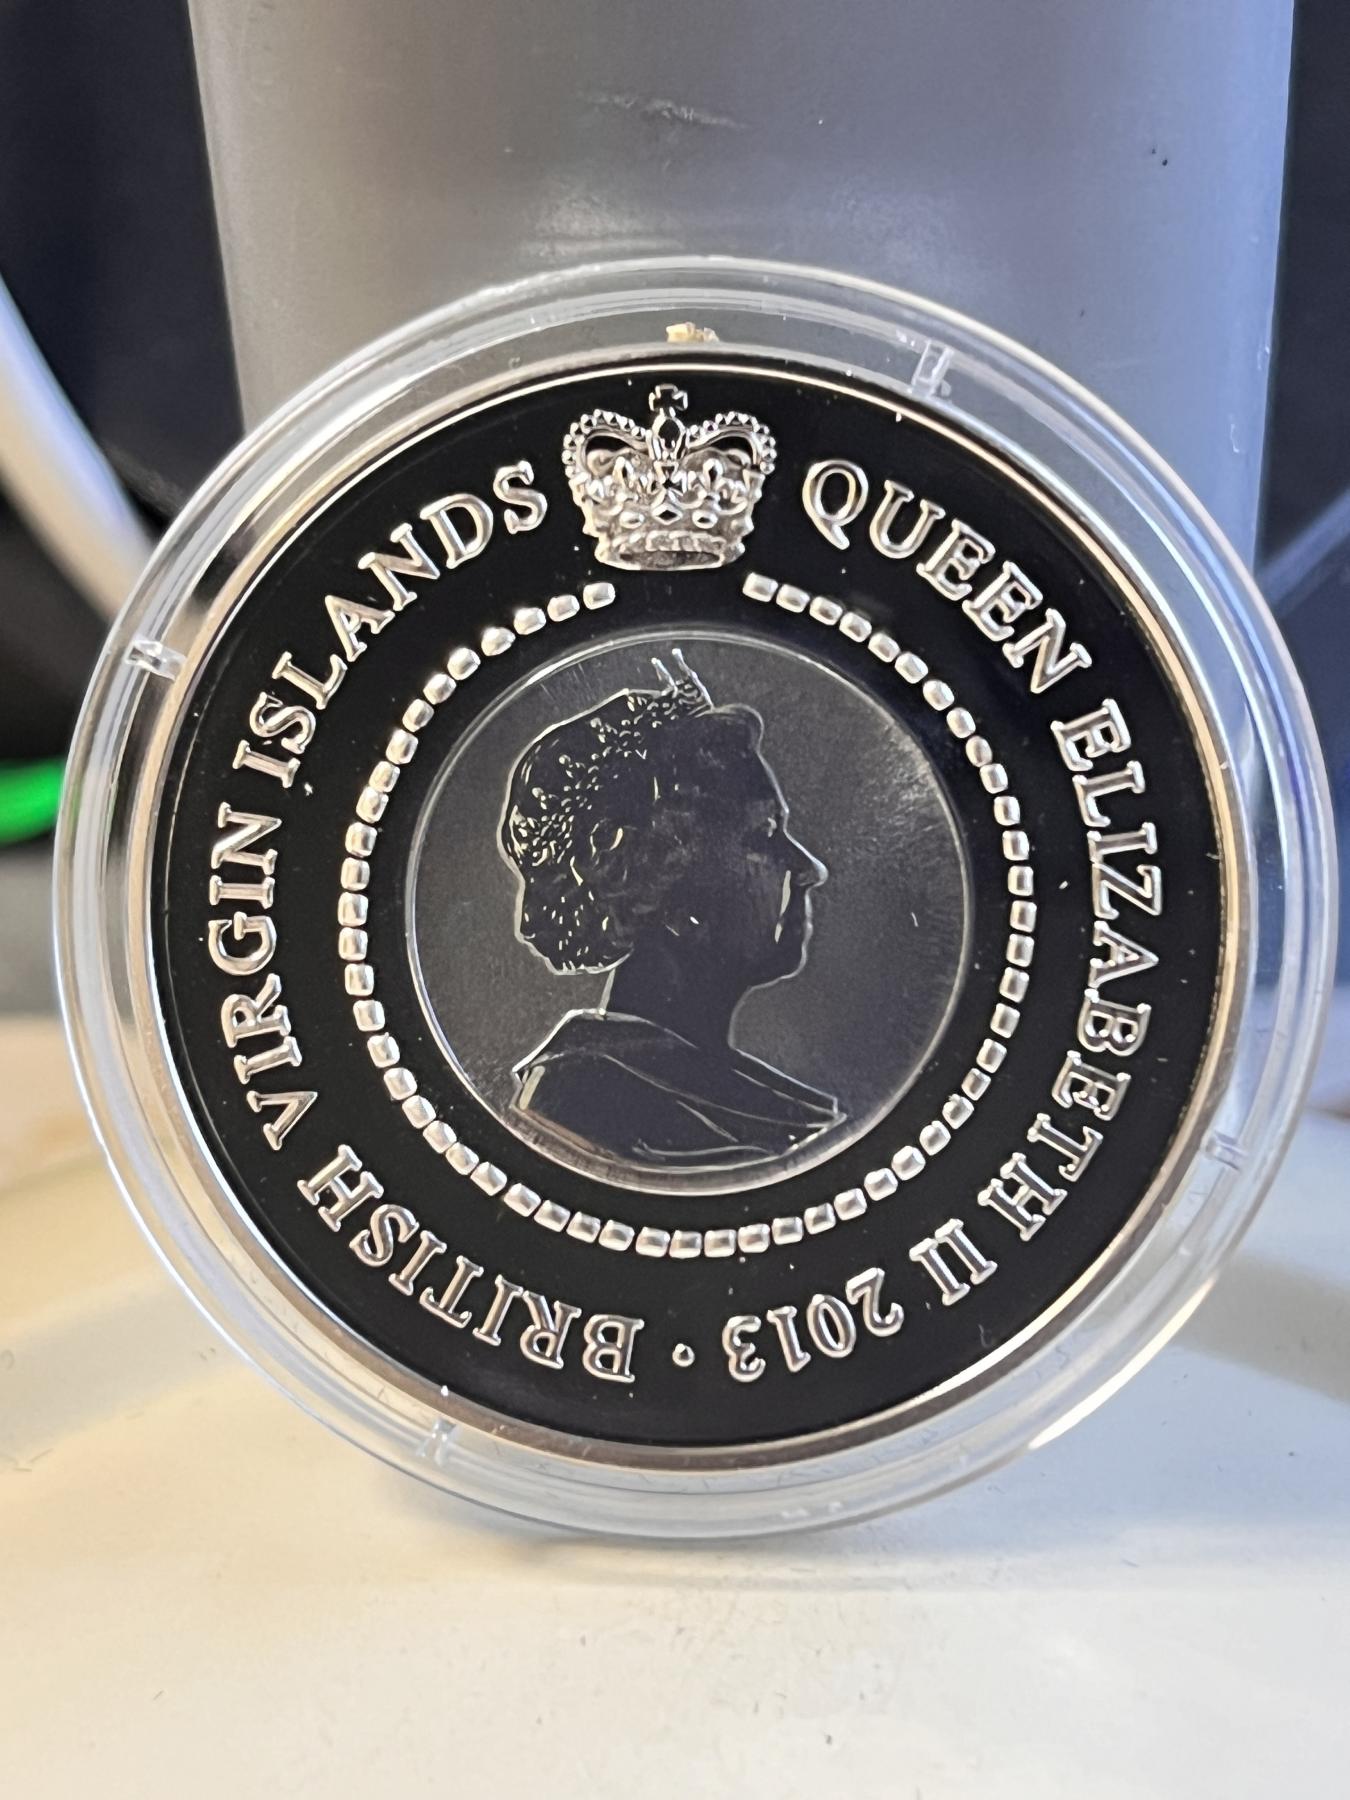 BRITISH VIRGIN ISLANDS QUEEN ELIZABETH II 2013 •